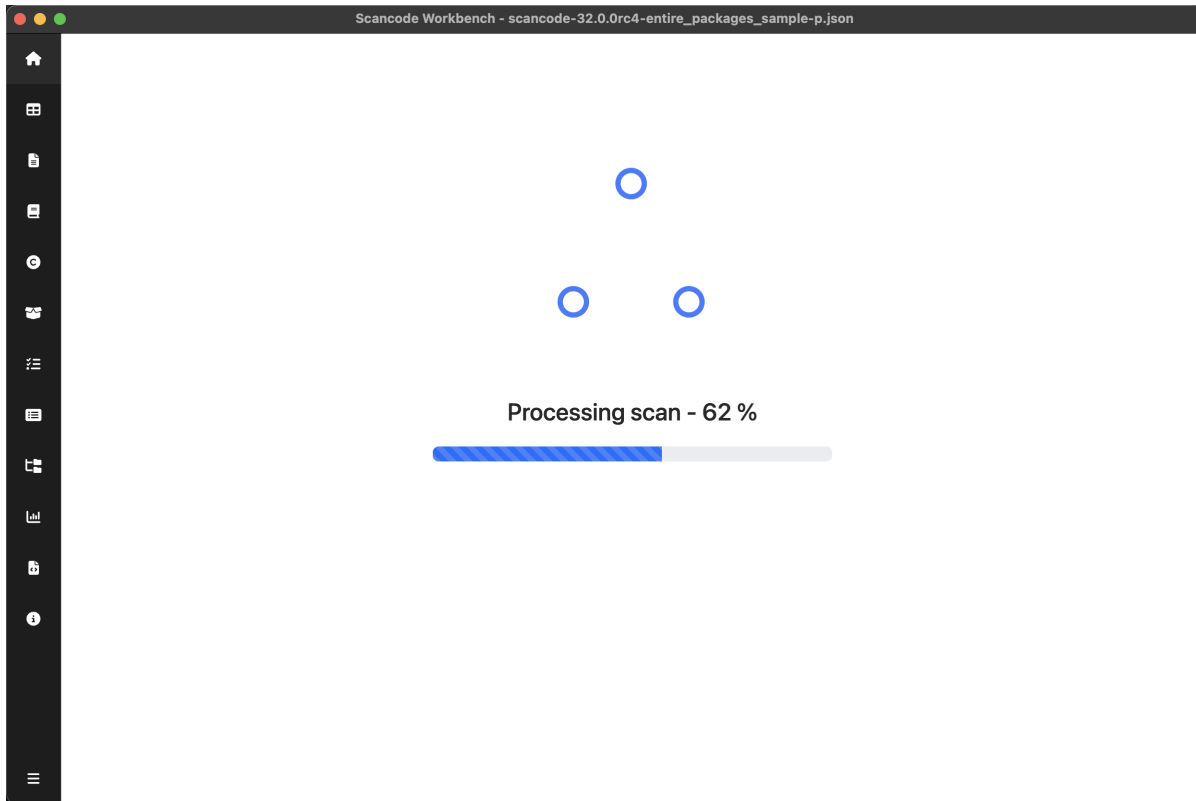 Scancode Workbench - scancode-32.0.0rc4-entire_packages_sample-p.json
Processing scan - 62 %